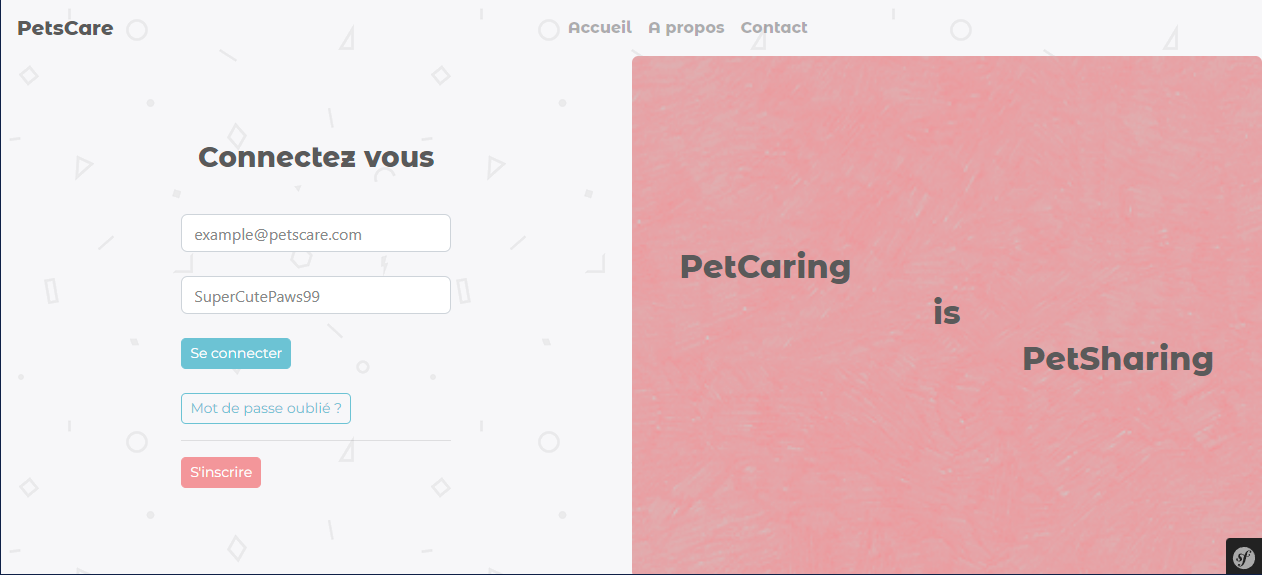 PetsCare
Accueil A propos Contact
Connectez vous
example@petscare.com
SuperCutePaws99
Se connecter
Mot de passe oublié ?
S'inscrire
PetCaring
is
PetSharing
sf